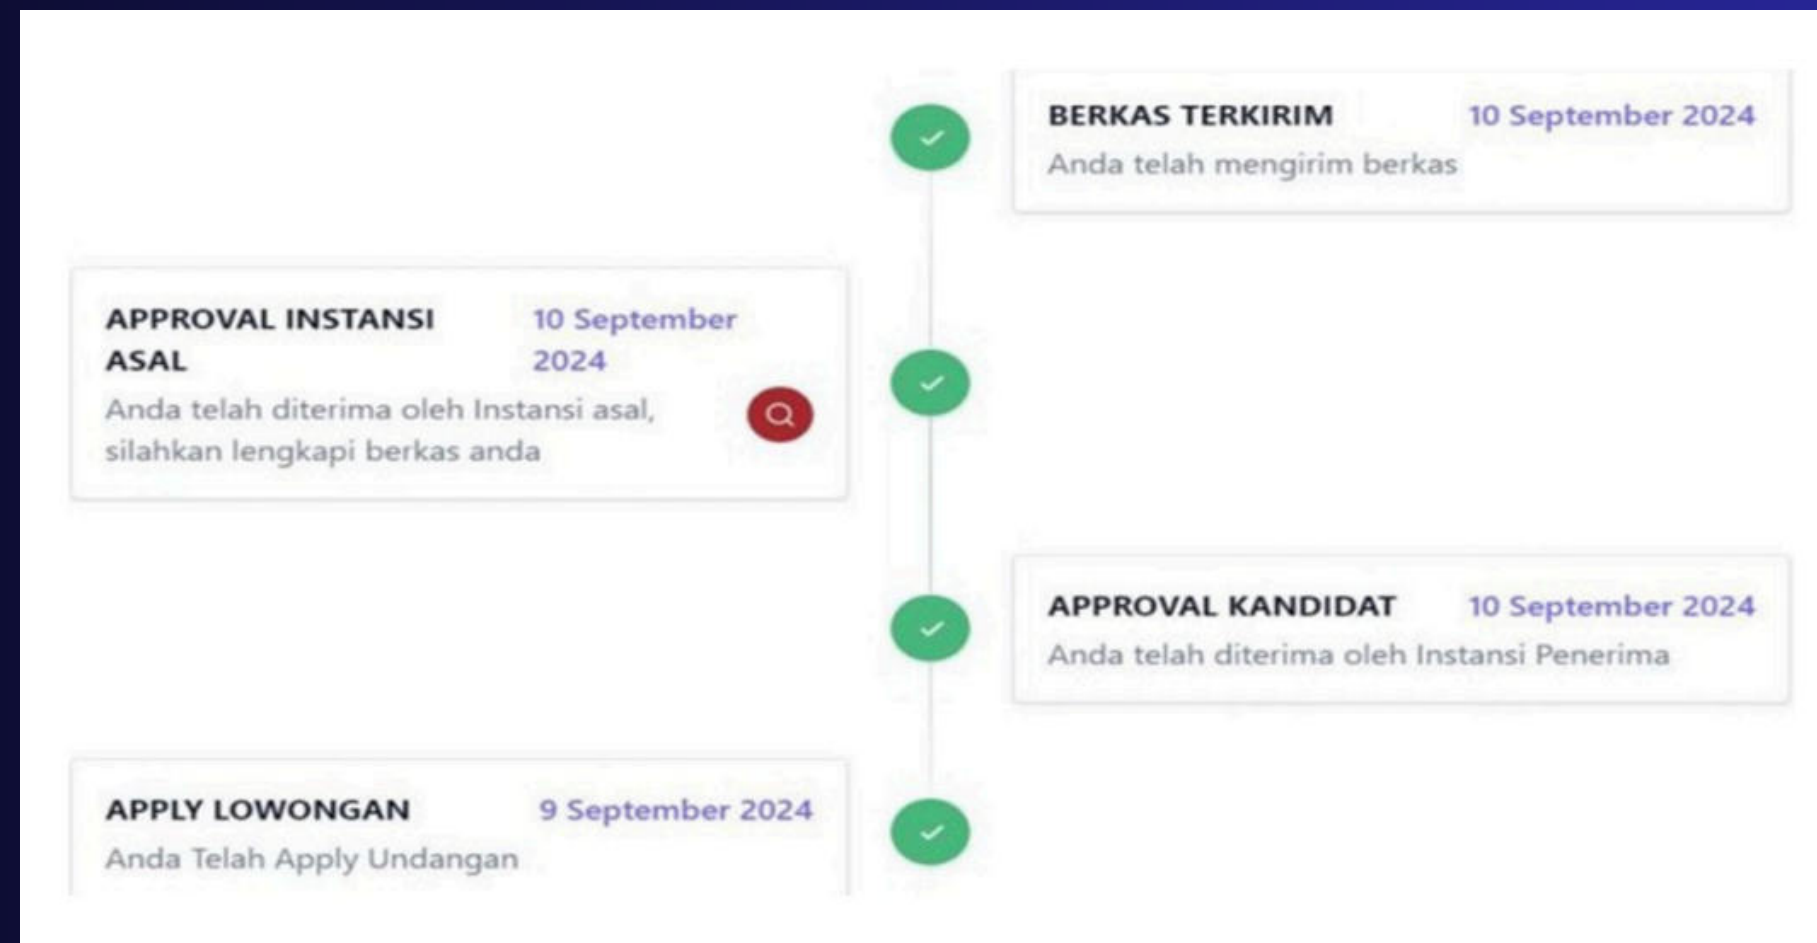 BERKAS TERKIRIM 10 September 2024
Anda telah mengirim berkas
APPROVAL INSTANSI 10 September
ASAL 2024
Anda telah diterima oleh Instansi asal,
silahkan lengkapi berkas anda
APPROVAL KANDIDAT 10 September 2024
Anda telah diterima oleh Instansi Penerima
APPLY LOWONGAN 9 September 2024
Anda Telah Apply Undangan